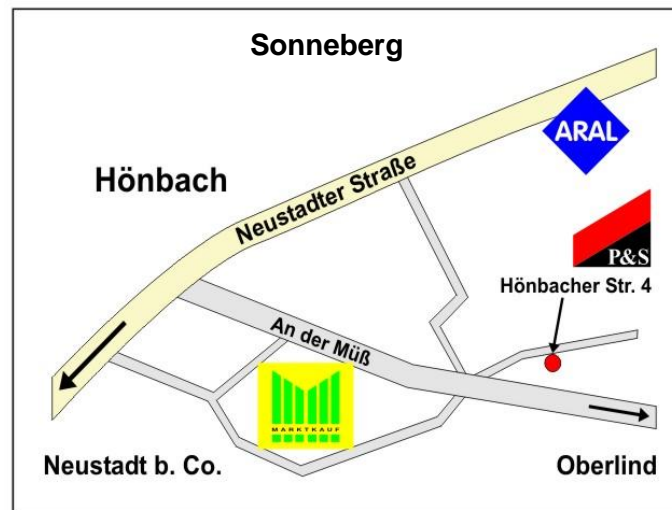 Sonneberg
ARAL
Hönbach
Neustadter Straße
P&S
Hönbacher Str. 4
An der Müß
MARKTKAUF
Neustadt b. Co.
Oberlind